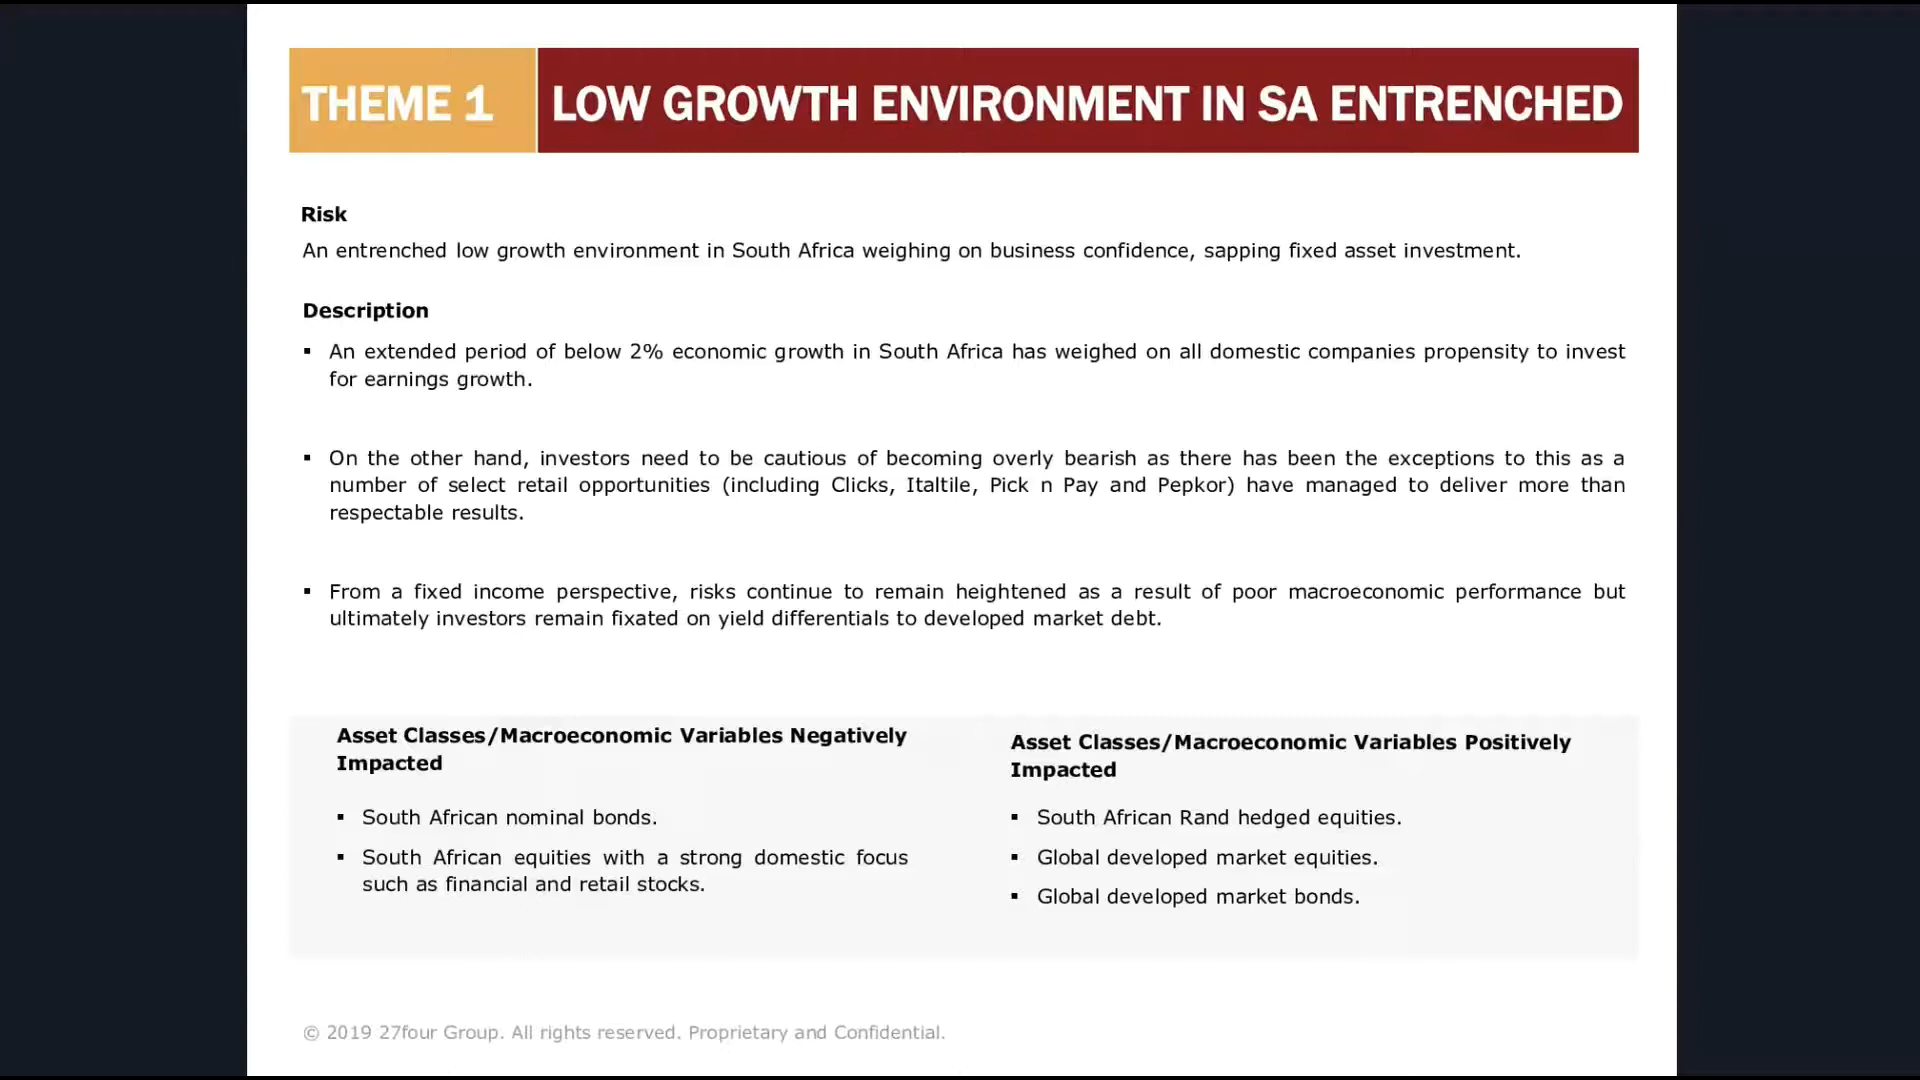 THEME 1 LOW GROWTH ENVIRONMENT IN SA ENTRENCHED
Risk
An entrenched low growth environment in South Africa weighing on business confidence, sapping fixed asset investment.
Description
▪ An extended period of below 2% economic growth in South Africa has weighed on all domestic companies propensity to invest
for earnings growth.
▪ On the other hand, investors need to be cautious of becoming overly bearish as there has been the exceptions to this as a
number of select retail opportunities (including Clicks, Italtile, Pick n Pay and Pepkor) have managed to deliver more than
respectable results.
▪ From a fixed income perspective, risks continue to remain heightened as a result of poor macroeconomic performance but
ultimately investors remain fixated on yield differentials to developed market debt.
Asset Classes/Macroeconomic Variables Negatively
Impacted
▪ South African nominal bonds.
▪ South African equities with a strong domestic focus
such as financial and retail stocks.
Asset Classes/Macroeconomic Variables Positively
Impacted
▪ South African Rand hedged equities.
▪ Global developed market equities.
▪ Global developed market bonds.
© 2019 27four Group. All rights reserved. Proprietary and Confidential.